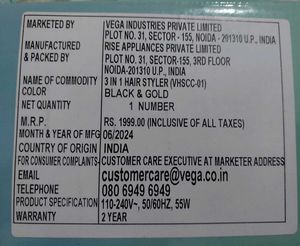 MARKETED BY VEGA INDUSTRIES PRIVATE LIMITED
PLOT NO. 31, SECTOR - 155, NOIDA - 201310 U.P., INDIA
MANUFACTURED RISE APPLIANCES PRIVATE LIMITED
& PACKED BY PLOT NO. 31, SECTOR-155, 3RD FLOOR
NOIDA-201310 U.P., INDIA
NAME OF COMMODITY 3 IN 1 HAIR STYLER (VHSCC-01)
COLOR BLACK & GOLD
NET QUANTITY 1 NUMBER
M.R.P. RS. 1999.00 (INCLUSIVE OF ALL TAXES)
MONTH & YEAR OF MFG 06/2024
COUNTRY OF ORIGIN INDIA
FOR CONSUMER COMPLAINTS- CUSTOMER CARE EXECUTIVE AT MARKETER ADDRESS
EMAIL customercare@vega.co.in
TELEPHONE 080 6949 6949
PRODUCT SPECIFICATION 110-240V~, 50/60HZ, 55W
WARRANTY 2 YEAR